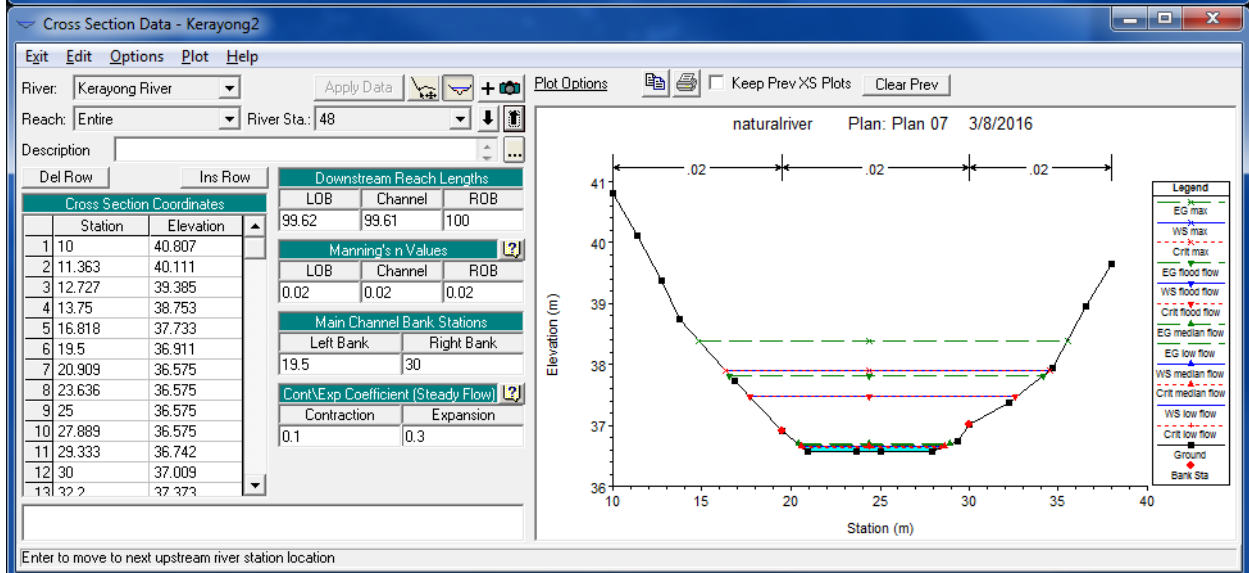 Cross Section Data - Kerayong2
Exit Edit Options Plot Help
River: Kerayong River Apply Data + Plot Options Keep Prev XS Plots Clear Prev
Reach: Entire River Sta.: 48
Description ...
Del Row Ins Row
Cross Section Coordinates
Station Elevation
1 10 40.807
2 11.363 40.111
3 12.727 39.385
4 13.75 38.753
5 16.818 37.733
6 19.5 36.911
7 20.909 36.575
8 23.636 36.575
9 25 36.575
10 27.889 36.575
11 29.333 36.742
12 30 37.009
13 32.2 37.373
Downstream Reach Lengths
LOB Channel ROB
99.62 99.61 100
Manning's n Values
LOB Channel ROB
0.02 0.02 0.02
Main Channel Bank Stations
Left Bank Right Bank
19.5 30
Cont\Exp Coefficient (Steady Flow)
Contraction Expansion
0.1 0.3
naturalriver Plan: Plan 07 3/8/2016
.02 .02 .02
41
40
39
38
37
36
Elevation (m)
10 15 20 25 30 35 40
Station (m)
Legend
EG max
WS max
Crit max
EG flood flow
WS flood flow
Crit flood flow
EG median flow
EG low flow
WS median flow
Crit median flow
WS low flow
Crit low flow
Ground
Bank Sta
Enter to move to next upstream river station location